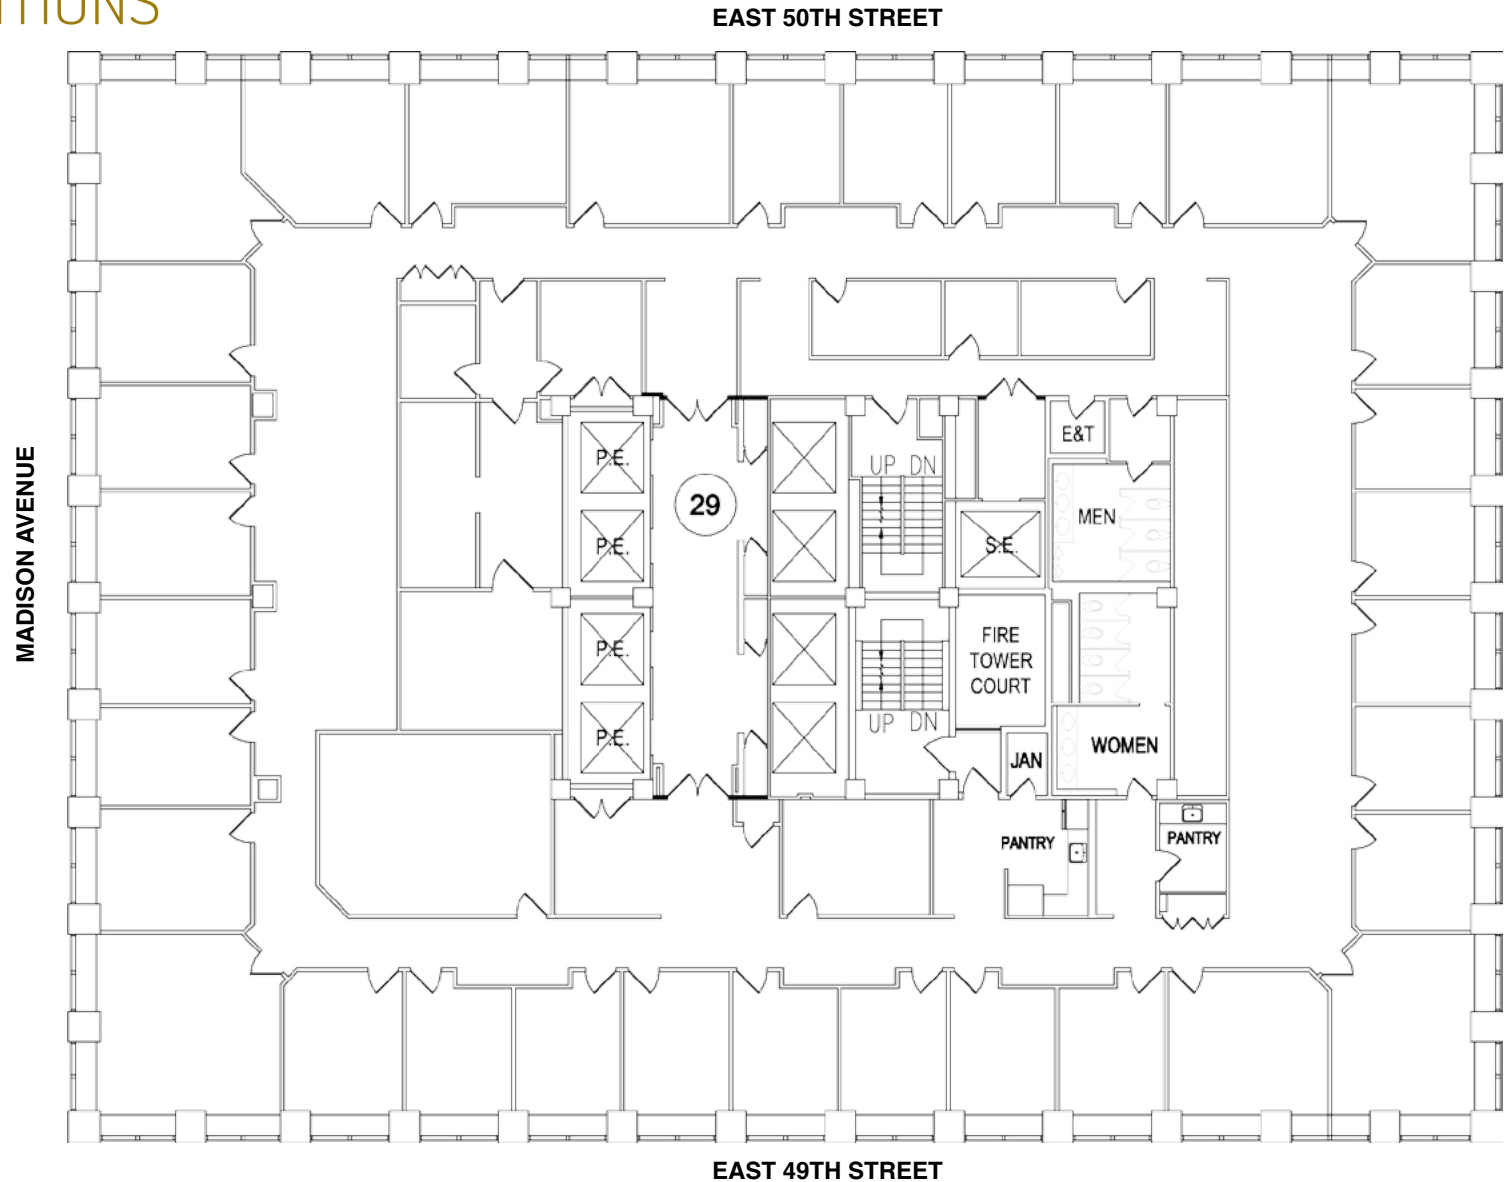 EAST 50TH STREET
MADISON AVENUE
P.E.
P.E.
P.E.
P.E.
29
UP DN
E&T
MEN
S.E.
FIRE
TOWER
COURT
UP DN
JAN
WOMEN
PANTRY
PANTRY
EAST 49TH STREET